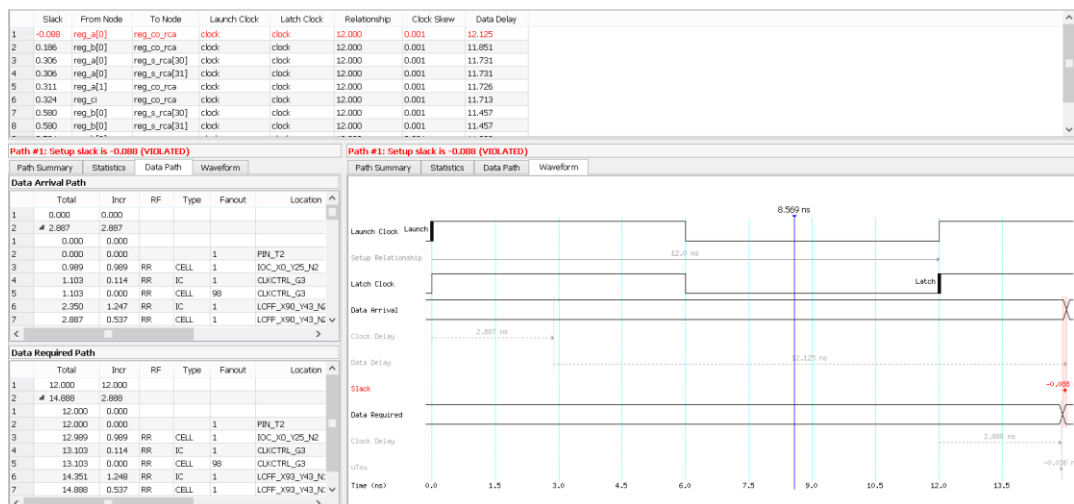 Slack From Node To Node Launch Clock Latch Clock Relationship Clock Skew Data Delay
1 -0.088 reg_a[0] reg_co_rca clock clock 12.000 0.001 12.125
2 0.186 reg_b[0] reg_co_rca clock clock 12.000 0.001 11.851
3 0.306 reg_a[0] reg_s_rca[30] clock clock 12.000 0.001 11.731
4 0.306 reg_a[0] reg_s_rca[31] clock clock 12.000 0.001 11.731
5 0.311 reg_a[1] reg_co_rca clock clock 12.000 0.001 11.726
6 0.324 reg_ci reg_co_rca clock clock 12.000 0.001 11.713
7 0.580 reg_b[0] reg_s_rca[30] clock clock 12.000 0.001 11.457
8 0.580 reg_b[0] reg_s_rca[31] clock clock 12.000 0.001 11.457
Path #1: Setup slack is -0.088 (VIOLATED)
Path Summary Statistics Data Path Waveform
Data Arrival Path
Total Incr RF Type Fanout Location
1 0.000 0.000
2 2.887 2.887
1 0.000 0.000
2 0.000 0.000 1 PIN_T2
3 0.989 0.989 RR CELL 1 IOC_X0_Y25_N2
4 1.103 0.114 RR IC 1 CLKCTRL_G3
5 1.103 0.000 RR CELL 98 CLKCTRL_G3
6 2.350 1.247 RR IC 1 LCFF_X90_Y43_N
7 2.887 0.537 RR CELL 1 LCFF_X90_Y43_N
Data Required Path
Total Incr RF Type Fanout Location
1 12.000 12.000
2 14.888 2.888
1 12.000 0.000
2 12.000 0.000 1 PIN_T2
3 12.989 0.989 RR CELL 1 IOC_X0_Y25_N2
4 13.103 0.114 RR IC 1 CLKCTRL_G3
5 13.103 0.000 RR CELL 98 CLKCTRL_G3
6 14.351 1.248 RR IC 1 LCFF_X93_Y43_N
7 14.888 0.537 RR CELL 1 LCFF_X93_Y43_N
Path #1: Setup slack is -0.088 (VIOLATED)
Path Summary Statistics Data Path Waveform
8.569 ns
Launch Clock Launch
Setup Relationship 12.0 ns
Latch Clock Latch
Data Arrival
Clock Delay 2.887 ns
Data Delay 12.125 ns
Slack -0.088
Data Required
Clock Delay 2.888 ns
uTsu -0.036 n
Time (ns) 0.0 1.5 3.0 4.5 6.0 7.5 9.0 10.5 12.0 13.5